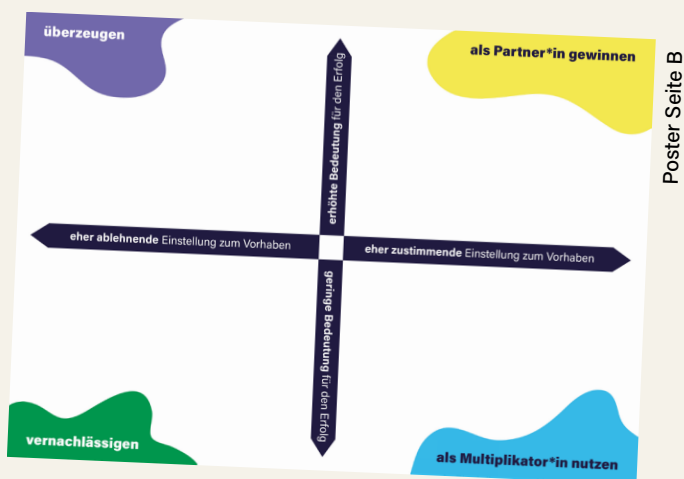 überzeugen
als Partner*in gewinnen
Poster Seite B
erhöhte Bedeutung für den Erfolg
eher ablehnende Einstellung zum Vorhaben
eher zustimmende Einstellung zum Vorhaben
geringe Bedeutung für den Erfolg
vernachlässigen
als Multiplikator*in nutzen